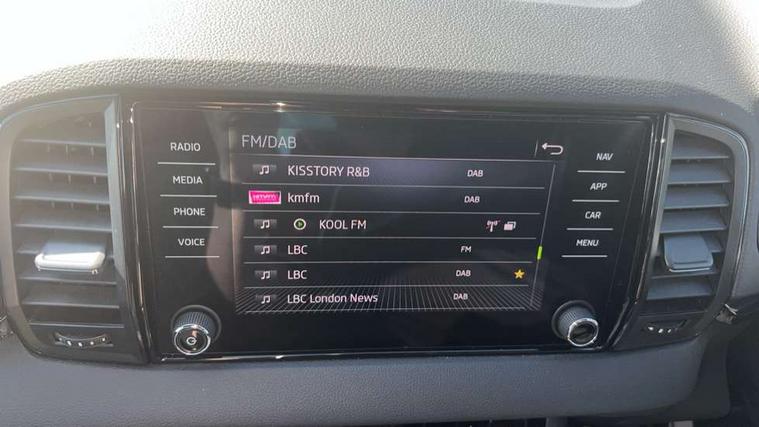 FM/DAB
RADIO
MEDIA
PHONE
VOICE
KISSTORY R&B DAB
kmfm DAB
KOOL FM
LBC FM
LBC DAB
LBC London News DAB
NAV
APP
CAR
MENU